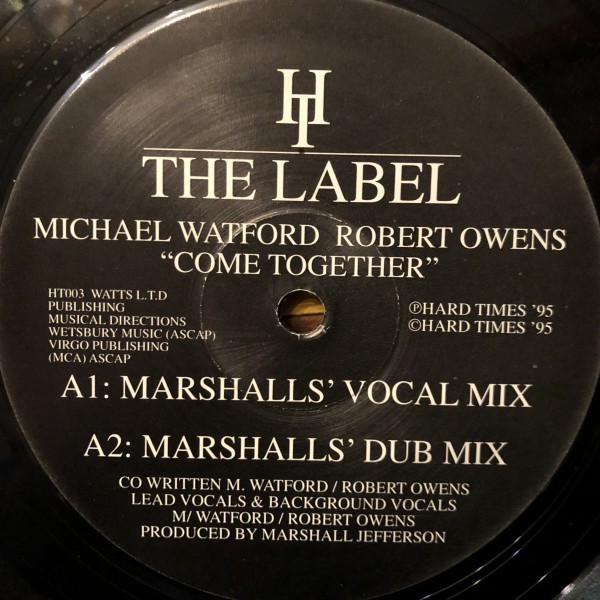 HT
THE LABEL
MICHAEL WATFORD ROBERT OWENS
“COME TOGETHER”
HT003 WATTS L.T.D
PUBLISHING
MUSICAL DIRECTIONS
WETSBURY MUSIC (ASCAP)
VIRGO PUBLISHING
(MCA) ASCAP
℗HARD TIMES ’95
©HARD TIMES ’95
A1: MARSHALLS’ VOCAL MIX
A2: MARSHALLS’ DUB MIX
CO WRITTEN M. WATFORD / ROBERT OWENS
LEAD VOCALS & BACKGROUND VOCALS
M/ WATFORD / ROBERT OWENS
PRODUCED BY MARSHALL JEFFERSON